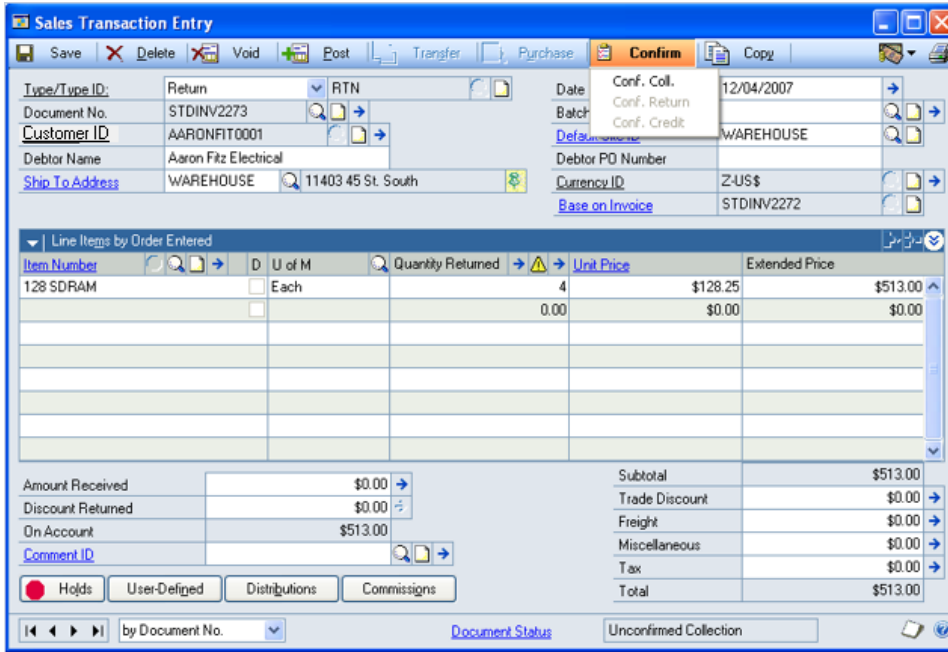 Sales Transaction Entry
Save Delete Void Post Transfer Purchase Confirm Copy
Conf. Coll.
Conf. Return
Conf. Credit
Type/Type ID: Return RTN Date 12/04/2007
Document No. STDINV2273 Batch
Customer ID AARONFIT0001 Default WAREHOUSE
Debtor Name Aaron Fitz Electrical Debtor PO Number
Ship To Address WAREHOUSE 11403 45 St. South Currency ID Z-US$
Base on Invoice STDINV2272
Line Items by Order Entered
Item Number D U of M Quantity Returned Unit Price Extended Price
128 SDRAM Each 4 $128.25 $513.00
0.00 $0.00 $0.00
Amount Received $0.00 Subtotal $513.00
Discount Returned $0.00 Trade Discount $0.00
On Account $513.00 Freight $0.00
Comment ID Miscellaneous $0.00
Tax $0.00
Holds User-Defined Distributions Commissions Total $513.00
by Document No. Document Status Unconfirmed Collection